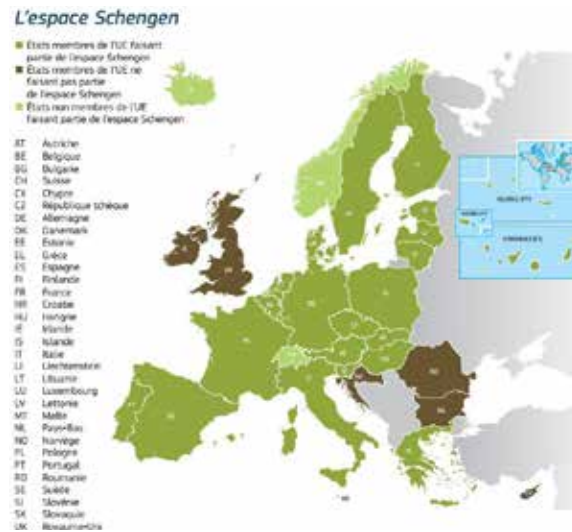 L'espace Schengen
États membres de l'UE faisant
partie de l'espace Schengen
États membres de l'UE ne
faisant pas partie
de l'espace Schengen
États non membres de l'UE
faisant partie de l'espace Schengen
AT Autriche
BE Belgique
BG Bulgarie
CH Suisse
CY Chypre
CZ République tchèque
DE Allemagne
DK Danemark
EE Estonie
EL Grèce
ES Espagne
FI Finlande
FR France
HR Croatie
HU Hongrie
IE Irlande
IS Islande
IT Italie
LI Liechtenstein
LT Lituanie
LU Luxembourg
LV Lettonie
MT Malte
NL Pays-Bas
NO Norvège
PL Pologne
PT Portugal
RO Roumanie
SE Suède
SI Slovénie
SK Slovaquie
UK Royaume-Uni